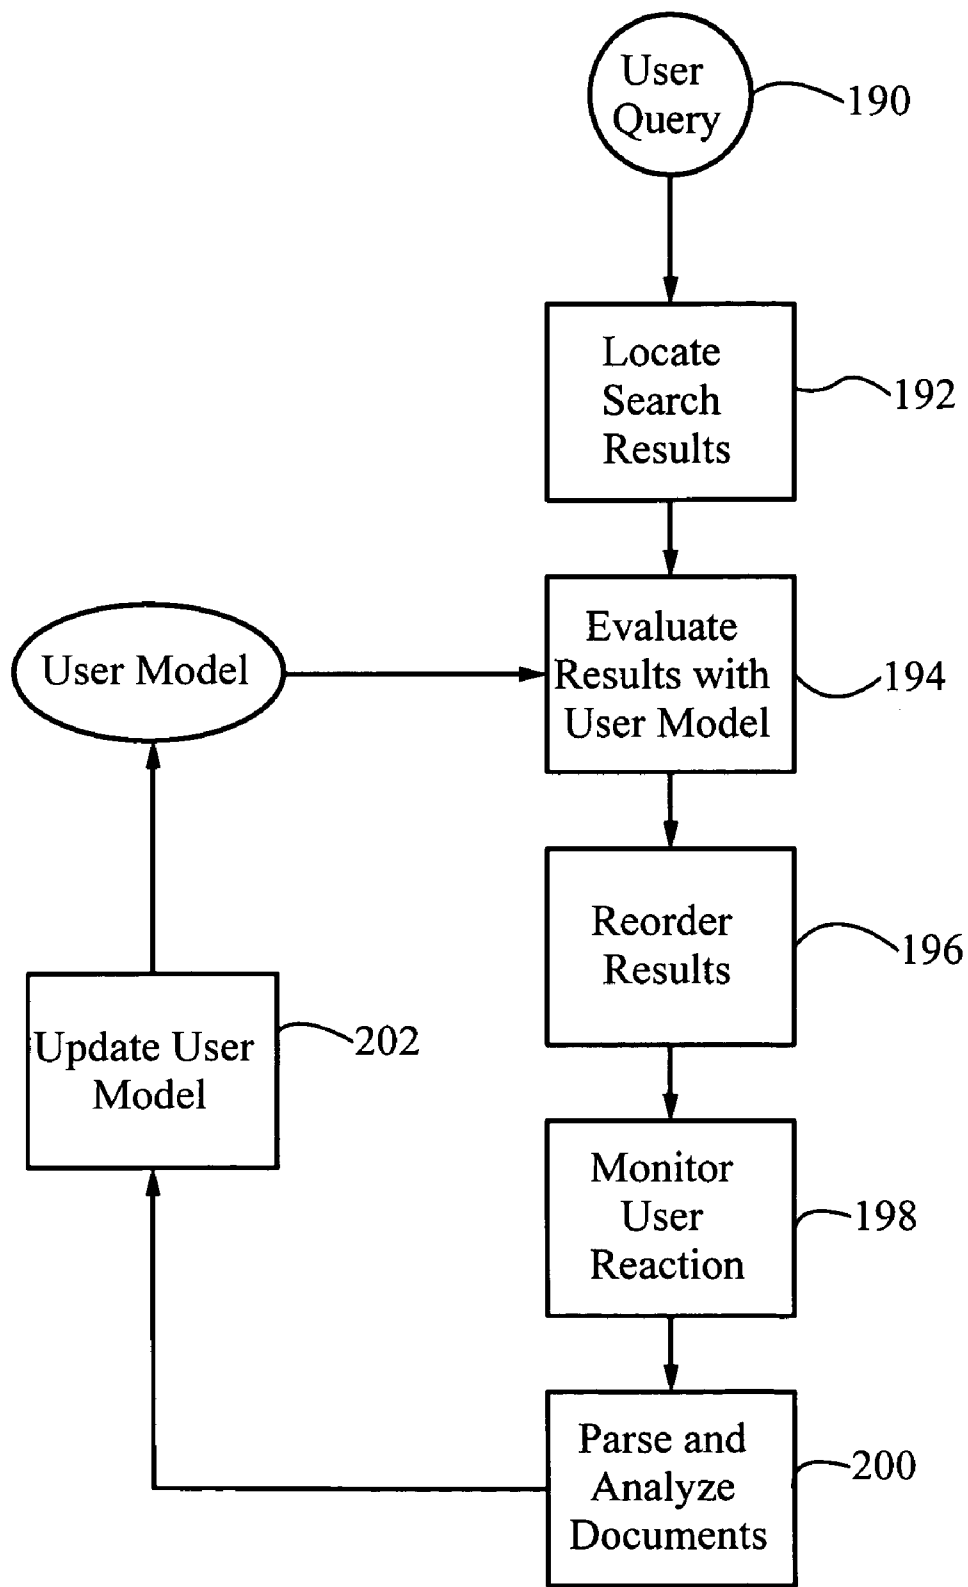 User
Query
190
Locate
Search
Results
192
Evaluate
Results with
User Model
194
User Model
Reorder
Results
196
Update User
Model
202
Monitor
User
Reaction
198
Parse and
Analyze
Documents
200